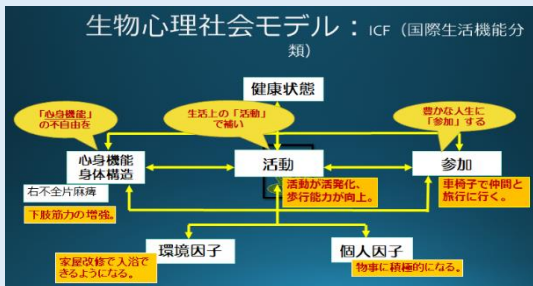 生物心理社会モデル：ICF（国際生活機能分
類）
健康状態
「心身機能」
の不自由を
生活上の「活動」
で補い
豊かな人生に
「参加」する
心身機能
身体構造
活動
参加
右不全片麻痺
下肢筋力の増強。
活動が活発化、
歩行能力が向上。
車椅子で仲間と
旅行に行く。
環境因子
個人因子
家屋改修で入浴で
きるようになる。
物事に積極的になる。